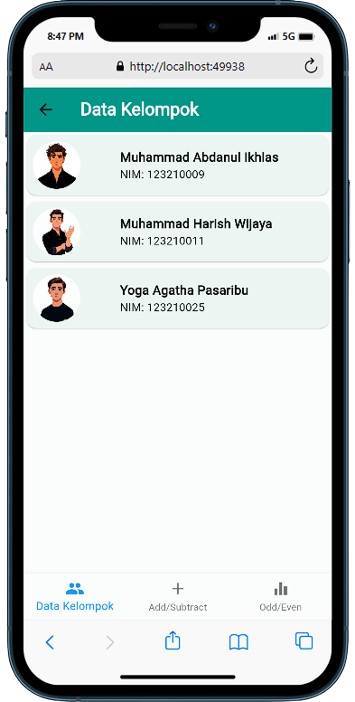 8:47 PM 5G
AA http://localhost:49938
Data Kelompok
Muhammad Abdanul Ikhlas
NIM: 123210009
Muhammad Harish Wijaya
NIM: 123210011
Yoga Agatha Pasaribu
NIM: 123210025
Data Kelompok Add/Subtract Odd/Even